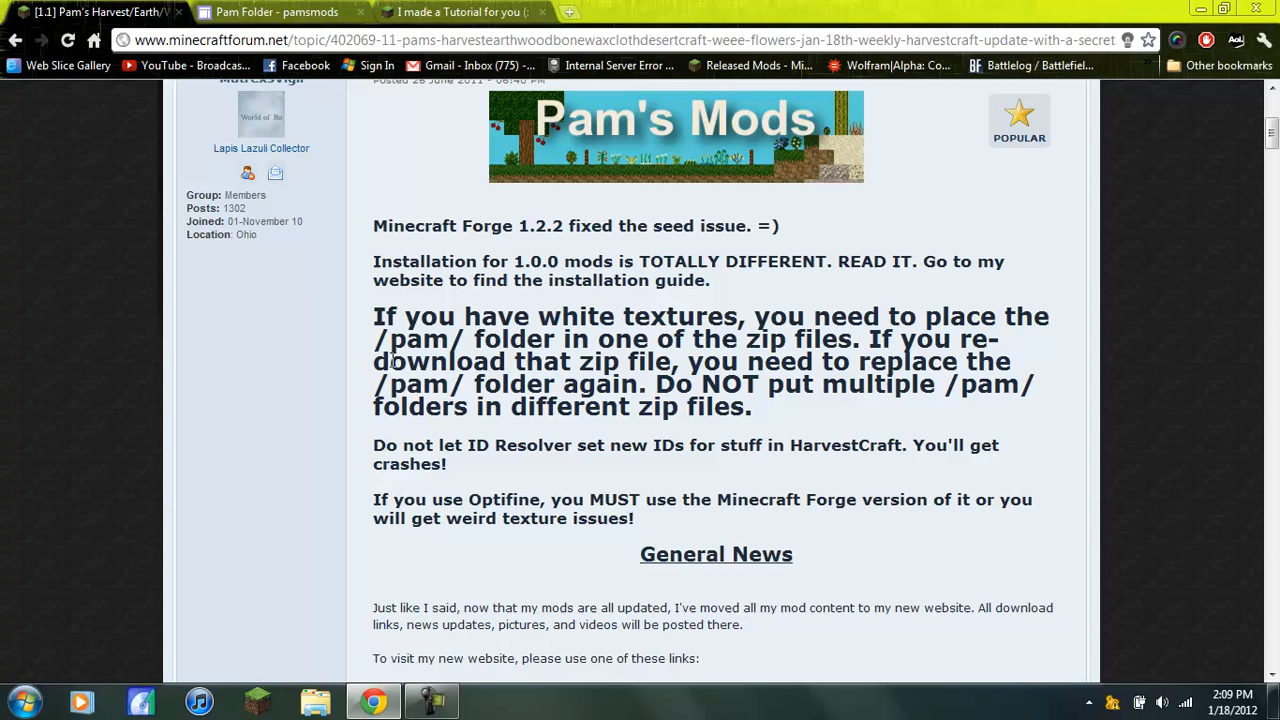 [1.1] Pam's Harvest/Earth/W
Pam Folder - pamsmods
I made a Tutorial for you (:
www.minecraftforum.net/topic/402069-11-pams-harvestearthwoodbonewaxclothdesertcraft-weee-flowers-jan-18th-weekly-harvestcraft-update-with-a-secret
Web Slice Gallery
YouTube - Broadcas...
Facebook
Sign In
Gmail - Inbox (775) -...
Internal Server Error ...
Released Mods - Mi...
Wolfram|Alpha: Co...
Battlelog / Battlefiel...
Other bookmarks
Posted 26 June 2011 - 08:40 PM
World of Ro
Pam's Mods
POPULAR
Lapis Lazuli Collector
Group: Members
Posts: 1302
Joined: 01-November 10
Location: Ohio
Minecraft Forge 1.2.2 fixed the seed issue. =)
Installation for 1.0.0 mods is TOTALLY DIFFERENT. READ IT. Go to my
website to find the installation guide.
If you have white textures, you need to place the
/pam/ folder in one of the zip files. If you re-
download that zip file, you need to replace the
/pam/ folder again. Do NOT put multiple /pam/
folders in different zip files.
Do not let ID Resolver set new IDs for stuff in HarvestCraft. You'll get
crashes!
If you use Optifine, you MUST use the Minecraft Forge version of it or you
will get weird texture issues!
General News
Just like I said, now that my mods are all updated, I've moved all my mod content to my new website. All download
links, news updates, pictures, and videos will be posted there.
To visit my new website, please use one of these links:
2:09 PM
1/18/2012